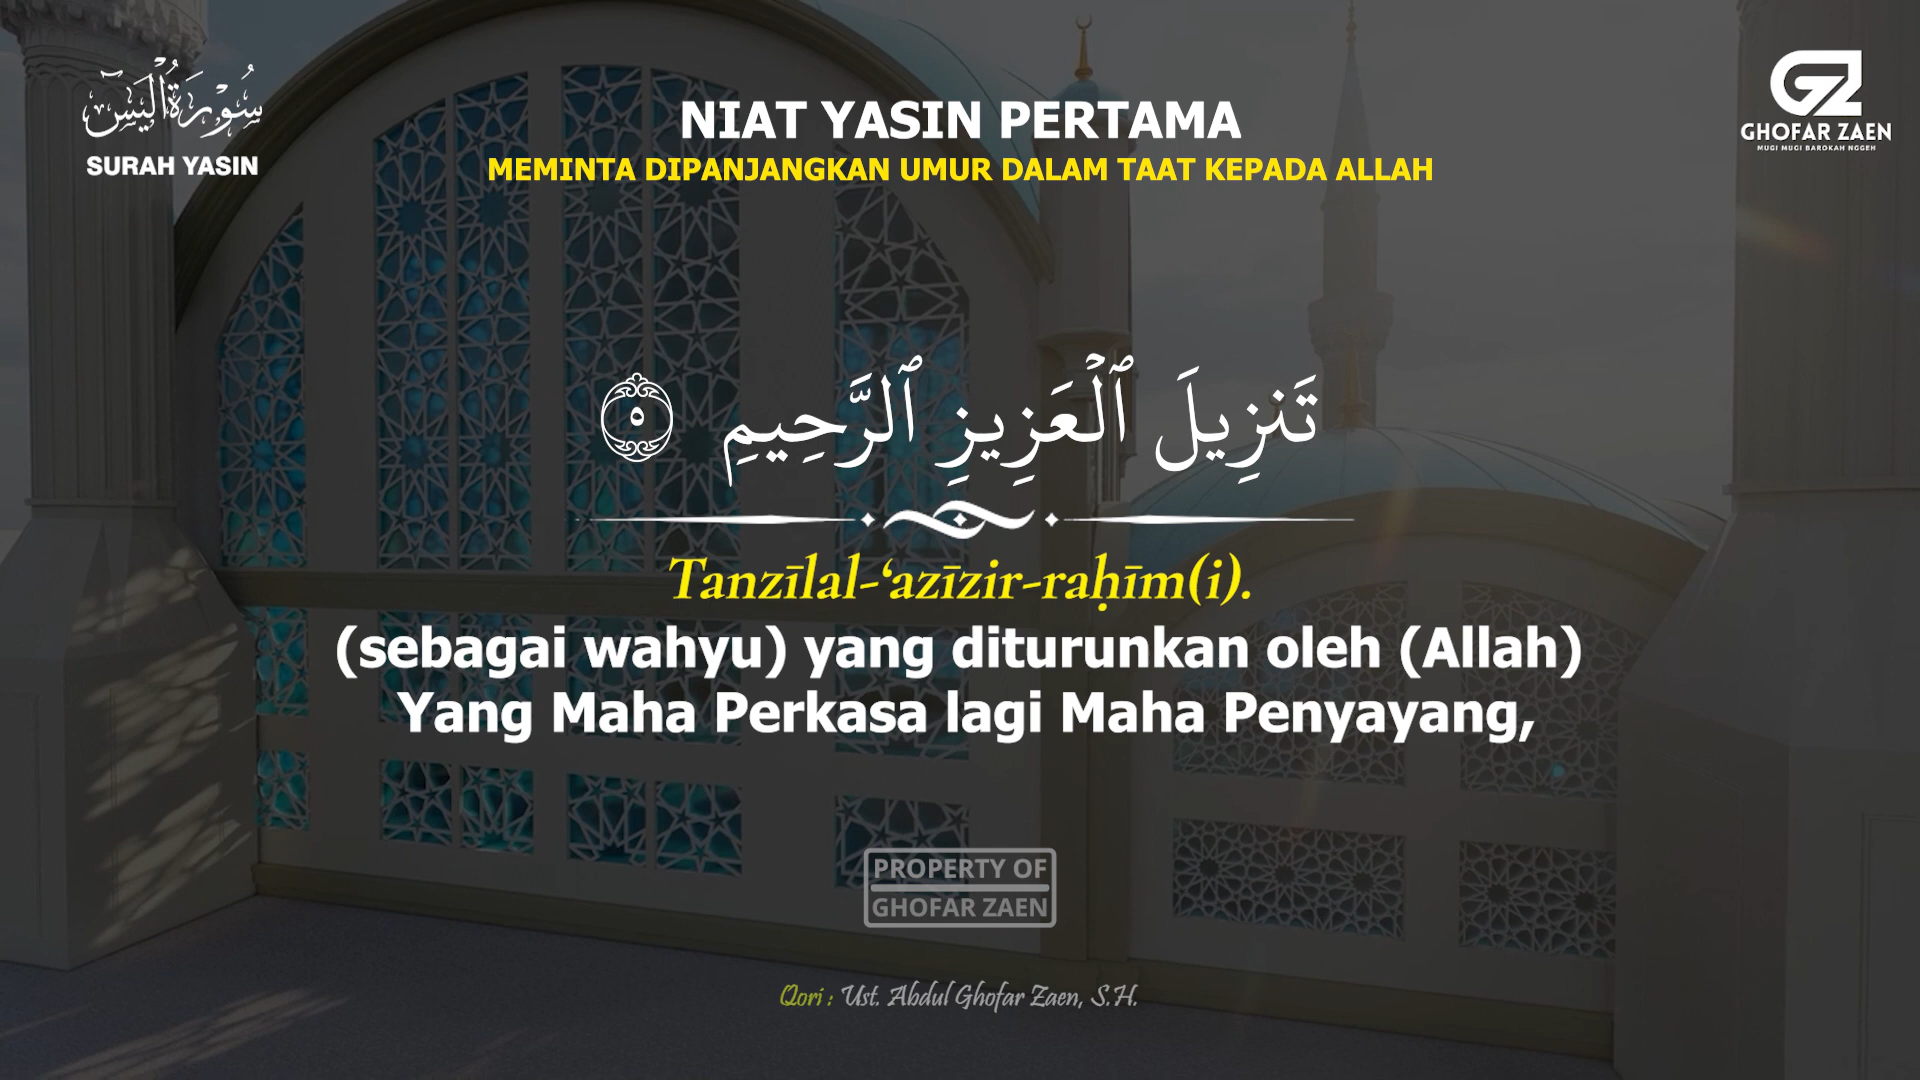 سُورَةُ يٰسٓ
SURAH YASIN
NIAT YASIN PERTAMA
MEMINTA DIPANJANGKAN UMUR DALAM TAAT KEPADA ALLAH
GZ
GHOFAR ZAEN
MUGI MUGI BAROKAH NGGEH
تَنزِيلَ ٱلْعَزِيزِ ٱلرَّحِيمِ ٥
Tanzīlal-‘azīzir-raḥīm(i).
(sebagai wahyu) yang diturunkan oleh (Allah)
Yang Maha Perkasa lagi Maha Penyayang,
PROPERTY OF
GHOFAR ZAEN
Qori : Ust. Abdul Ghofar Zaen, S.H.